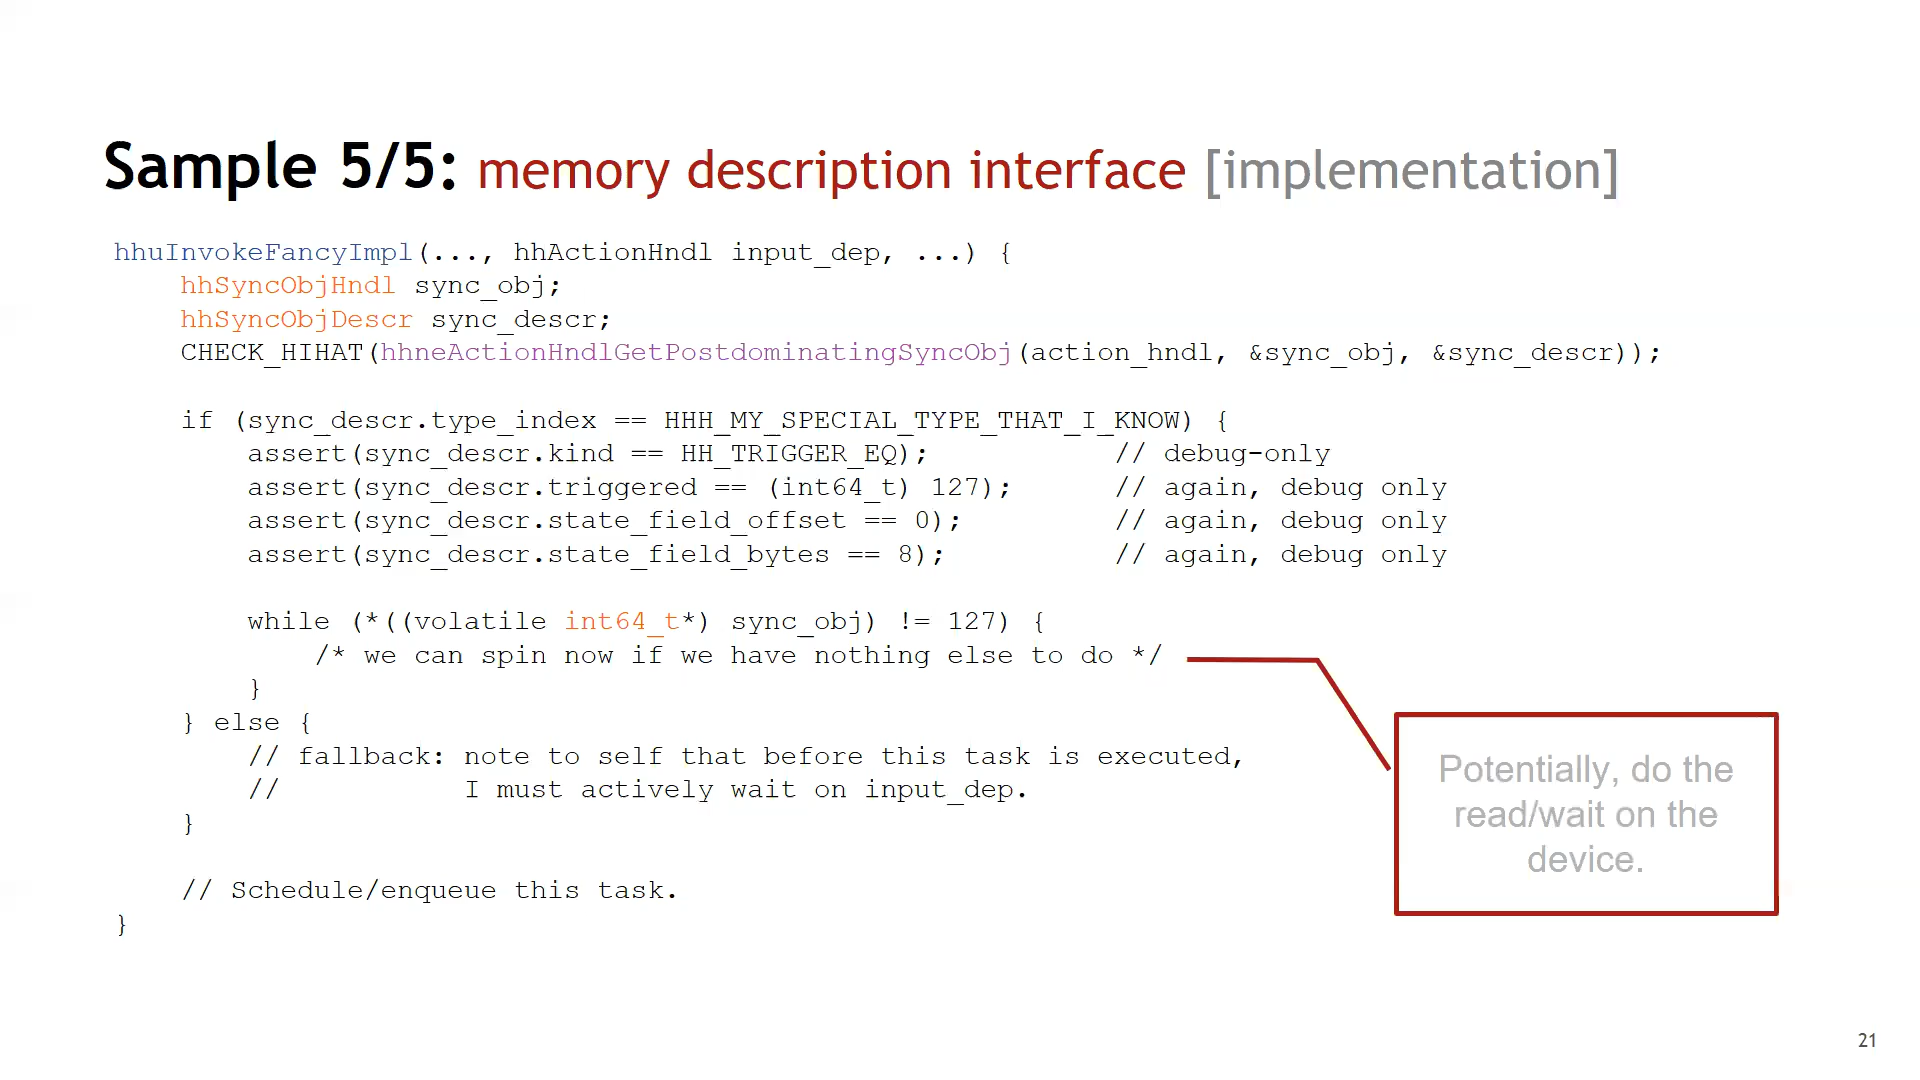 Sample 5/5: memory description interface [implementation]
hhuInvokeFancyImpl(..., hhActionHndl input_dep, ...) {
hhSyncObjHndl sync_obj;
hhSyncObjDescr sync_descr;
CHECK_HIHAT(hhneActionHndlGetPostdominatingSyncObj(action_hndl, &sync_obj, &sync_descr));
if (sync_descr.type_index == HHH_MY_SPECIAL_TYPE_THAT_I_KNOW) {
assert(sync_descr.kind == HH_TRIGGER_EQ); // debug-only
assert(sync_descr.triggered == (int64_t) 127); // again, debug only
assert(sync_descr.state_field_offset == 0); // again, debug only
assert(sync_descr.state_field_bytes == 8); // again, debug only
while (*((volatile int64_t*) sync_obj) != 127) {
/* we can spin now if we have nothing else to do */
}
} else {
// fallback: note to self that before this task is executed,
// I must actively wait on input_dep.
}
// Schedule/enqueue this task.
}
Potentially, do the
read/wait on the
device.
21